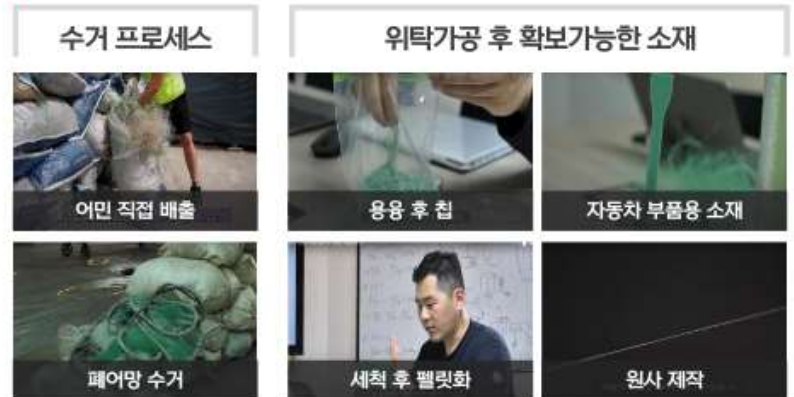 수거 프로세스
위탁가공 후 확보가능한 소재
어민 직접 배출
용융 후 칩
자동차 부품용 소재
폐어망 수거
세척 후 펠릿화
원사 제작